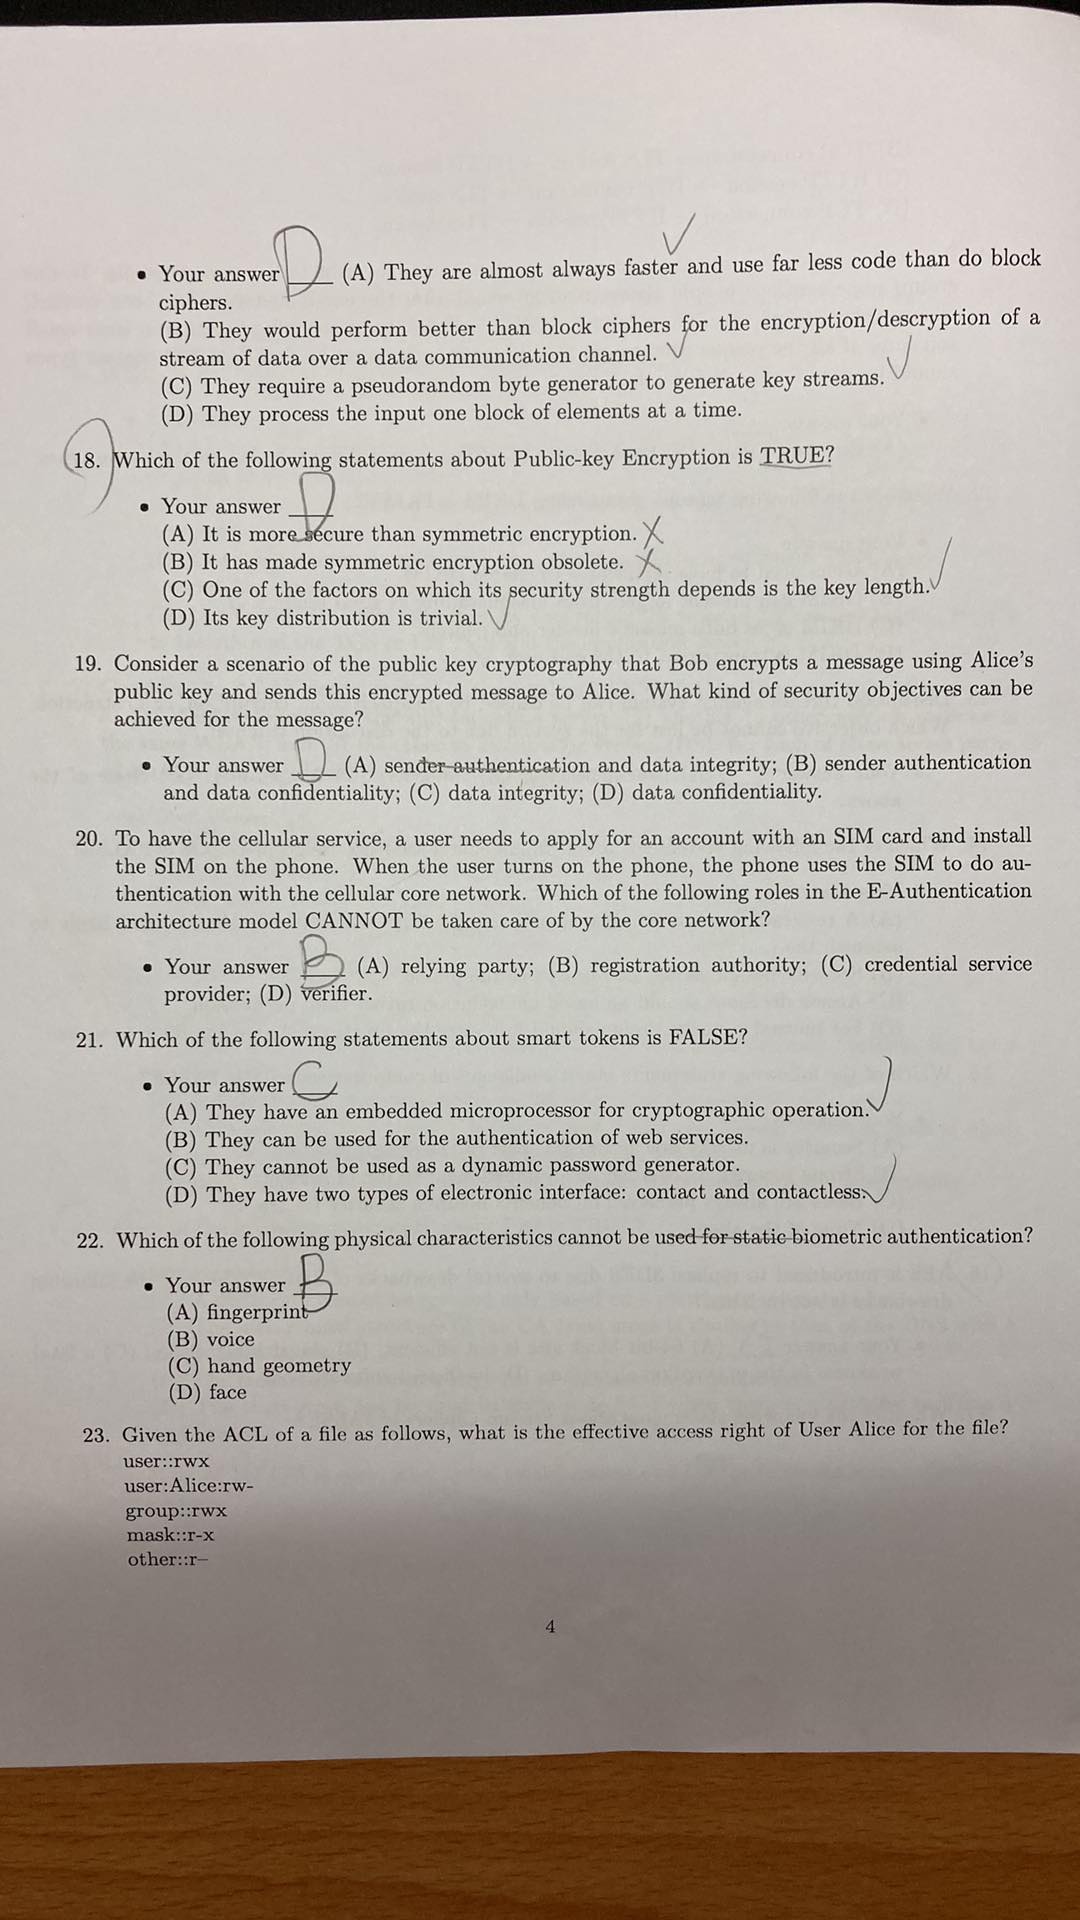 • Your answer D (A) They are almost always faster and use far less code than do block
ciphers.
(B) They would perform better than block ciphers for the encryption/descryption of a
stream of data over a data communication channel.
(C) They require a pseudorandom byte generator to generate key streams.
(D) They process the input one block of elements at a time.
18. Which of the following statements about Public-key Encryption is TRUE?
• Your answer D
(A) It is more secure than symmetric encryption.
(B) It has made symmetric encryption obsolete.
(C) One of the factors on which its security strength depends is the key length.
(D) Its key distribution is trivial.
19. Consider a scenario of the public key cryptography that Bob encrypts a message using Alice's
public key and sends this encrypted message to Alice. What kind of security objectives can be
achieved for the message?
• Your answer D (A) sender authentication and data integrity; (B) sender authentication
and data confidentiality; (C) data integrity; (D) data confidentiality.
20. To have the cellular service, a user needs to apply for an account with an SIM card and install
the SIM on the phone. When the user turns on the phone, the phone uses the SIM to do au-
thentication with the cellular core network. Which of the following roles in the E-Authentication
architecture model CANNOT be taken care of by the core network?
• Your answer B (A) relying party; (B) registration authority; (C) credential service
provider; (D) verifier.
21. Which of the following statements about smart tokens is FALSE?
• Your answer C
(A) They have an embedded microprocessor for cryptographic operation.
(B) They can be used for the authentication of web services.
(C) They cannot be used as a dynamic password generator.
(D) They have two types of electronic interface: contact and contactless.
22. Which of the following physical characteristics cannot be used for static biometric authentication?
• Your answer B
(A) fingerprint
(B) voice
(C) hand geometry
(D) face
23. Given the ACL of a file as follows, what is the effective access right of User Alice for the file?
user::rwx
user:Alice:rw-
group::rwx
mask::r-x
other::r–
4